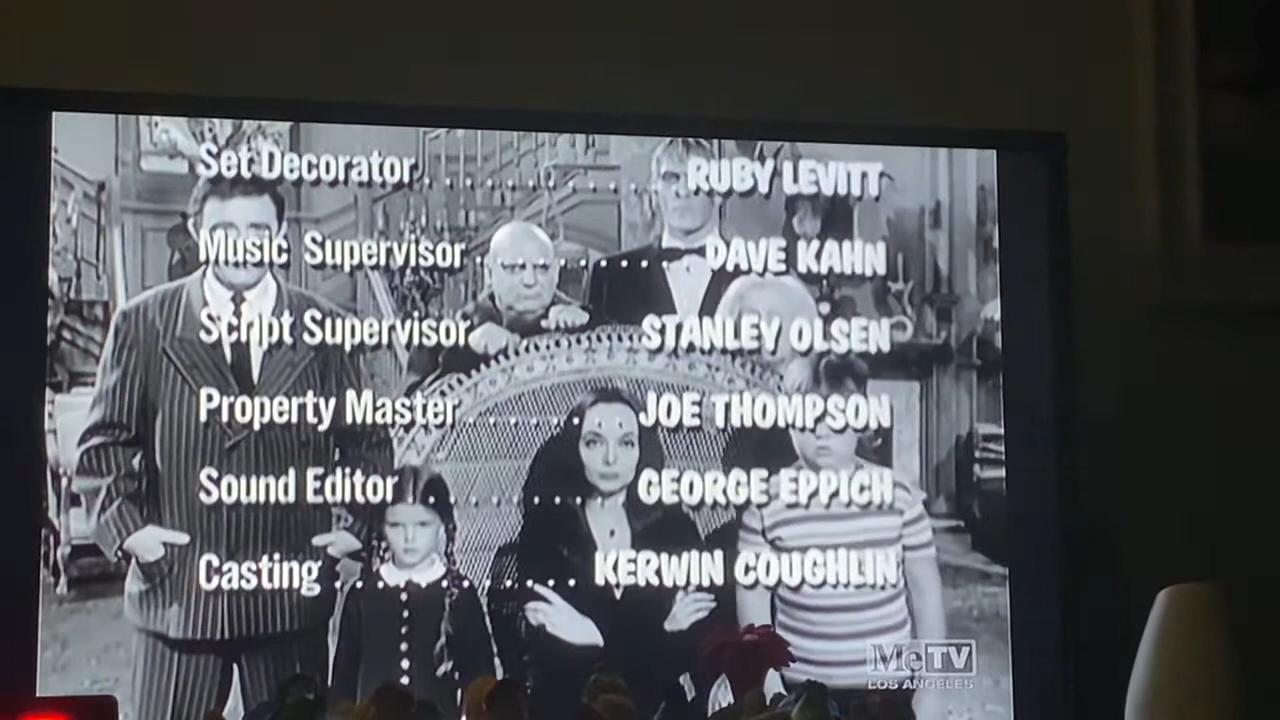 Set Decorator . . . . . . . . . . . . RUBY LEVITT
Music Supervisor . . . . . . . . . . DAVE KAHN
Script Supervisor STANLEY OLSEN
Property Master . . . . . . . . JOE THOMPSON
Sound Editor . . . . . . . . . . GEORGE EPPICH
Casting . . . . . . . . . . . . KERWIN COUGHLIN
MeTV
LOS ANGELES